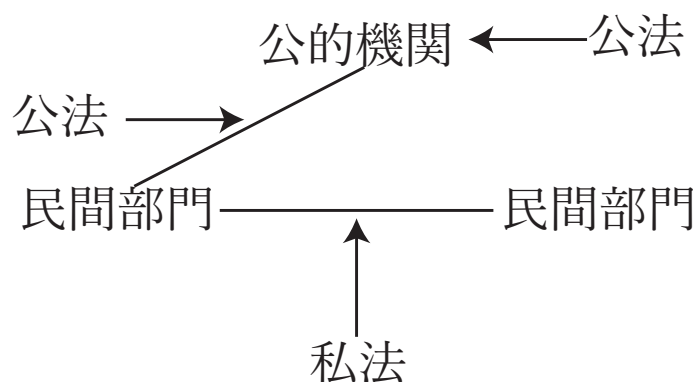 公的機関
公法
公法
民間部門
民間部門
私法